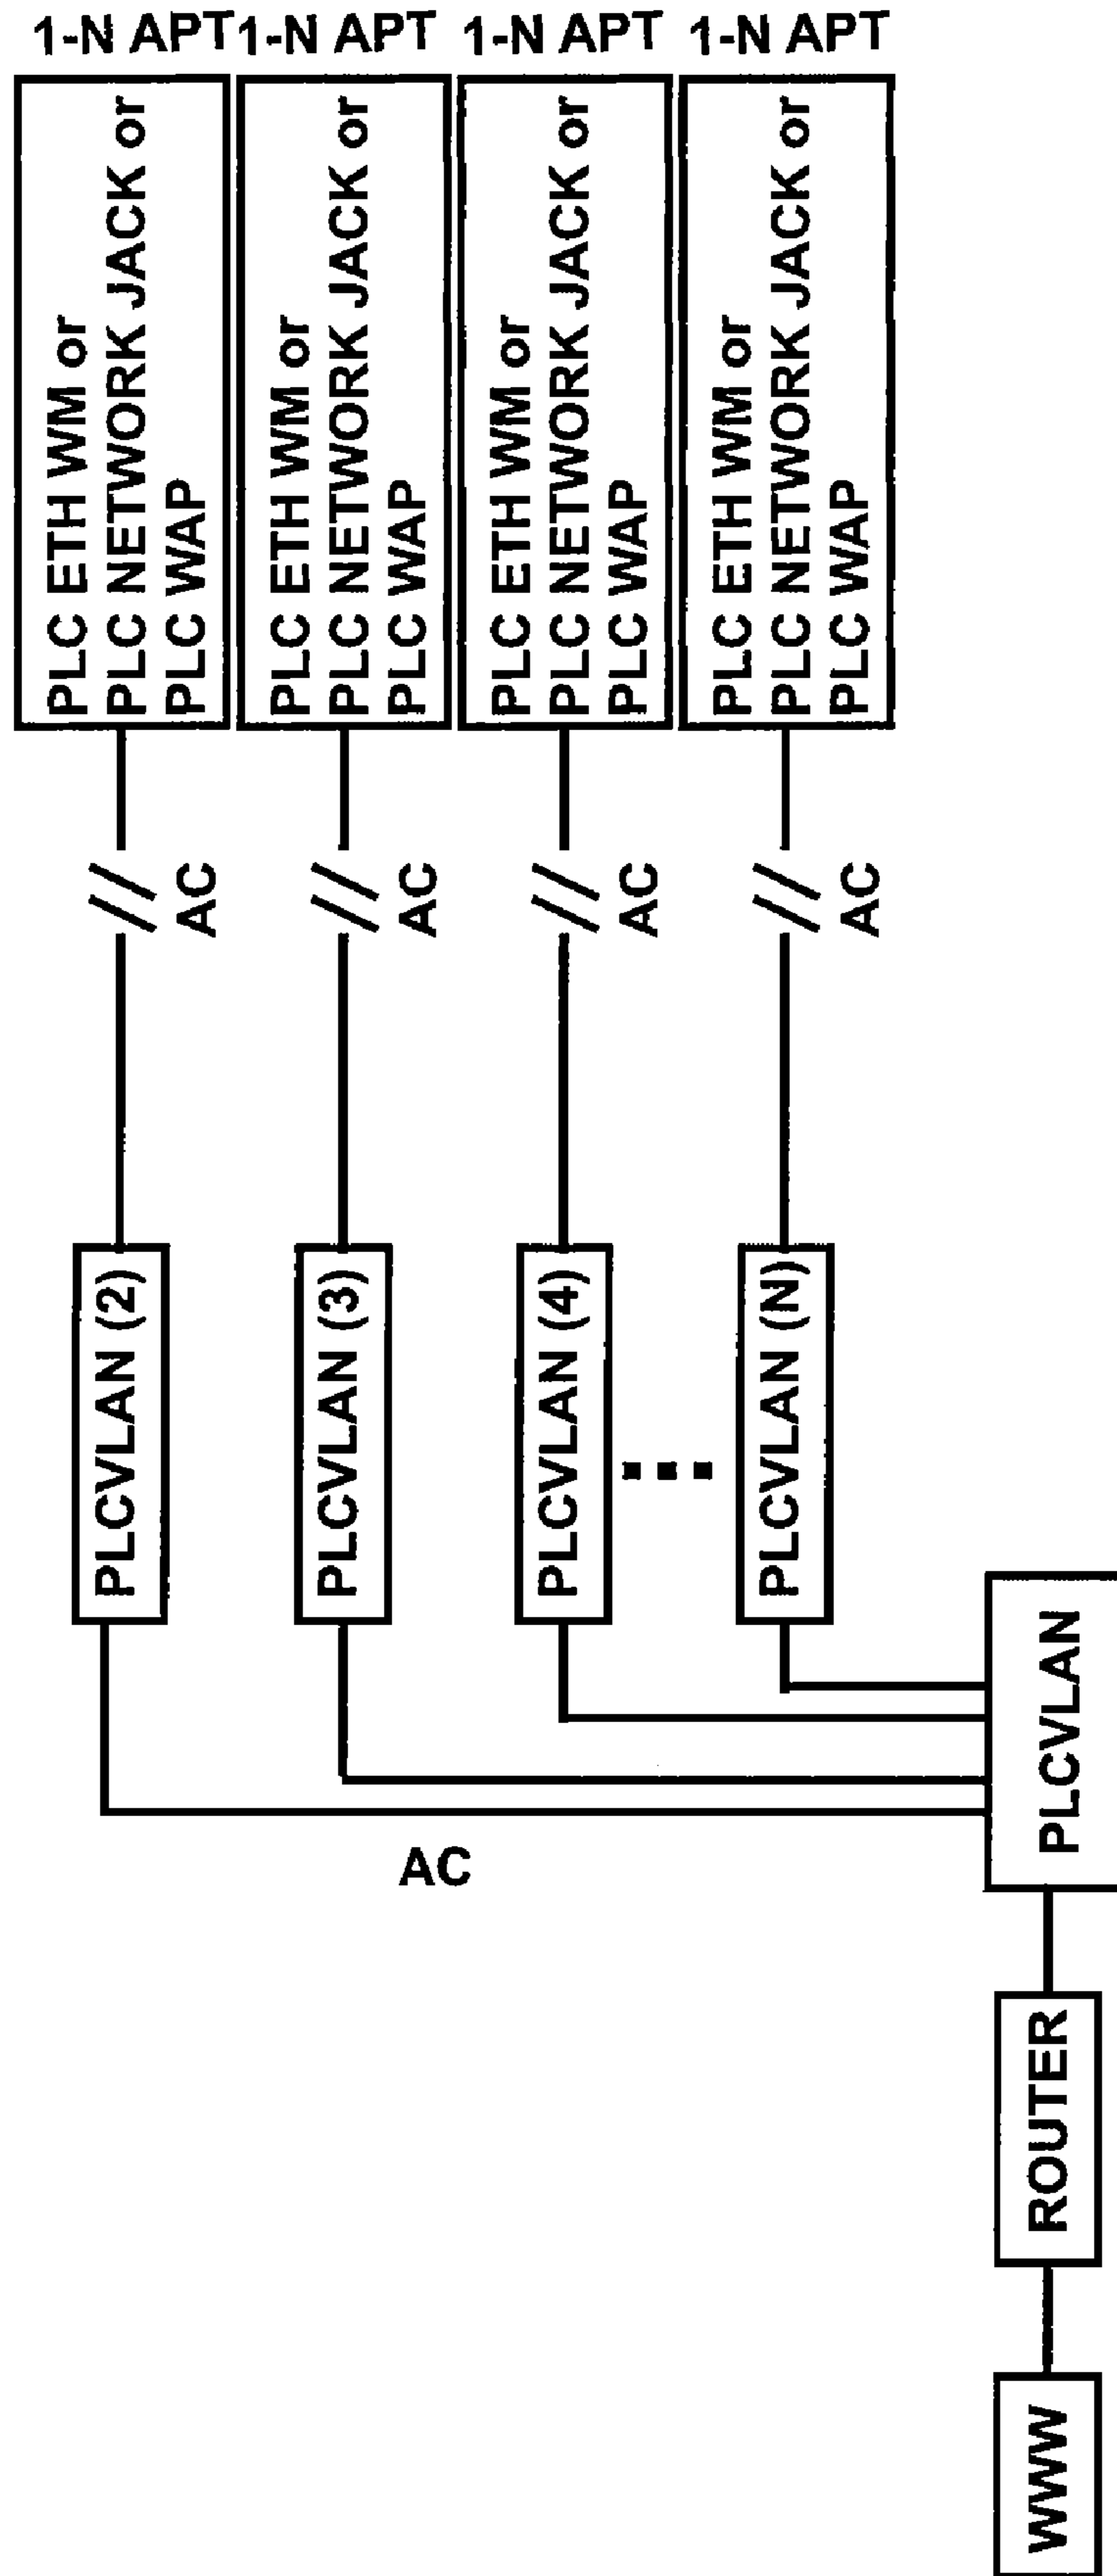 1-N APT
1-N APT
1-N APT
1-N APT
PLC ETH WM or
PLC NETWORK JACK or
PLC WAP
PLC ETH WM or
PLC NETWORK JACK or
PLC WAP
PLC ETH WM or
PLC NETWORK JACK or
PLC WAP
PLC ETH WM or
PLC NETWORK JACK or
PLC WAP
AC
AC
AC
AC
PLCVLAN (2)
PLCVLAN (3)
PLCVLAN (4)
PLCVLAN (N)
AC
PLCVLAN
ROUTER
WWW